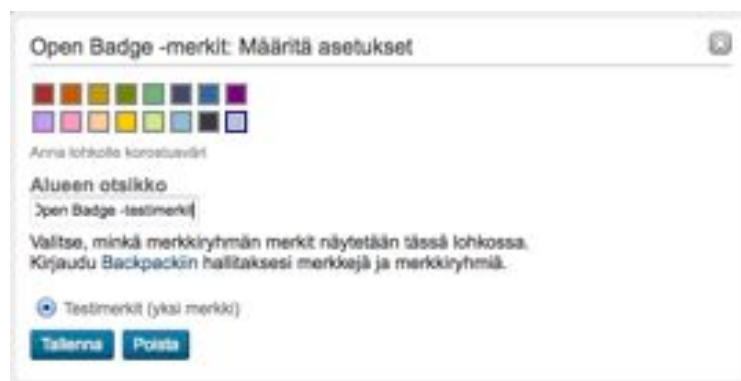 Open Badge -merkit: Määritä asetukset
Anna lohkolle korostusväri
Alueen otsikko
Open Badge -testimerkit
Valitse, minkä merkkiryhmän merkit näytetään tässä lohkossa.
Kirjaudu Backpackiin hallitaksesi merkkejä ja merkkiryhmiä.
Testimerkit (yksi merkki)
Tallenna Poista